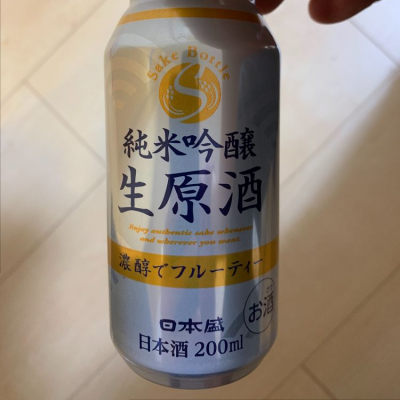 Sake Bottle
純米吟醸
生原酒
Enjoy authentic sake whenever
and wherever you want.
濃醇でフルーティー
お酒
日本盛
日本酒 200ml